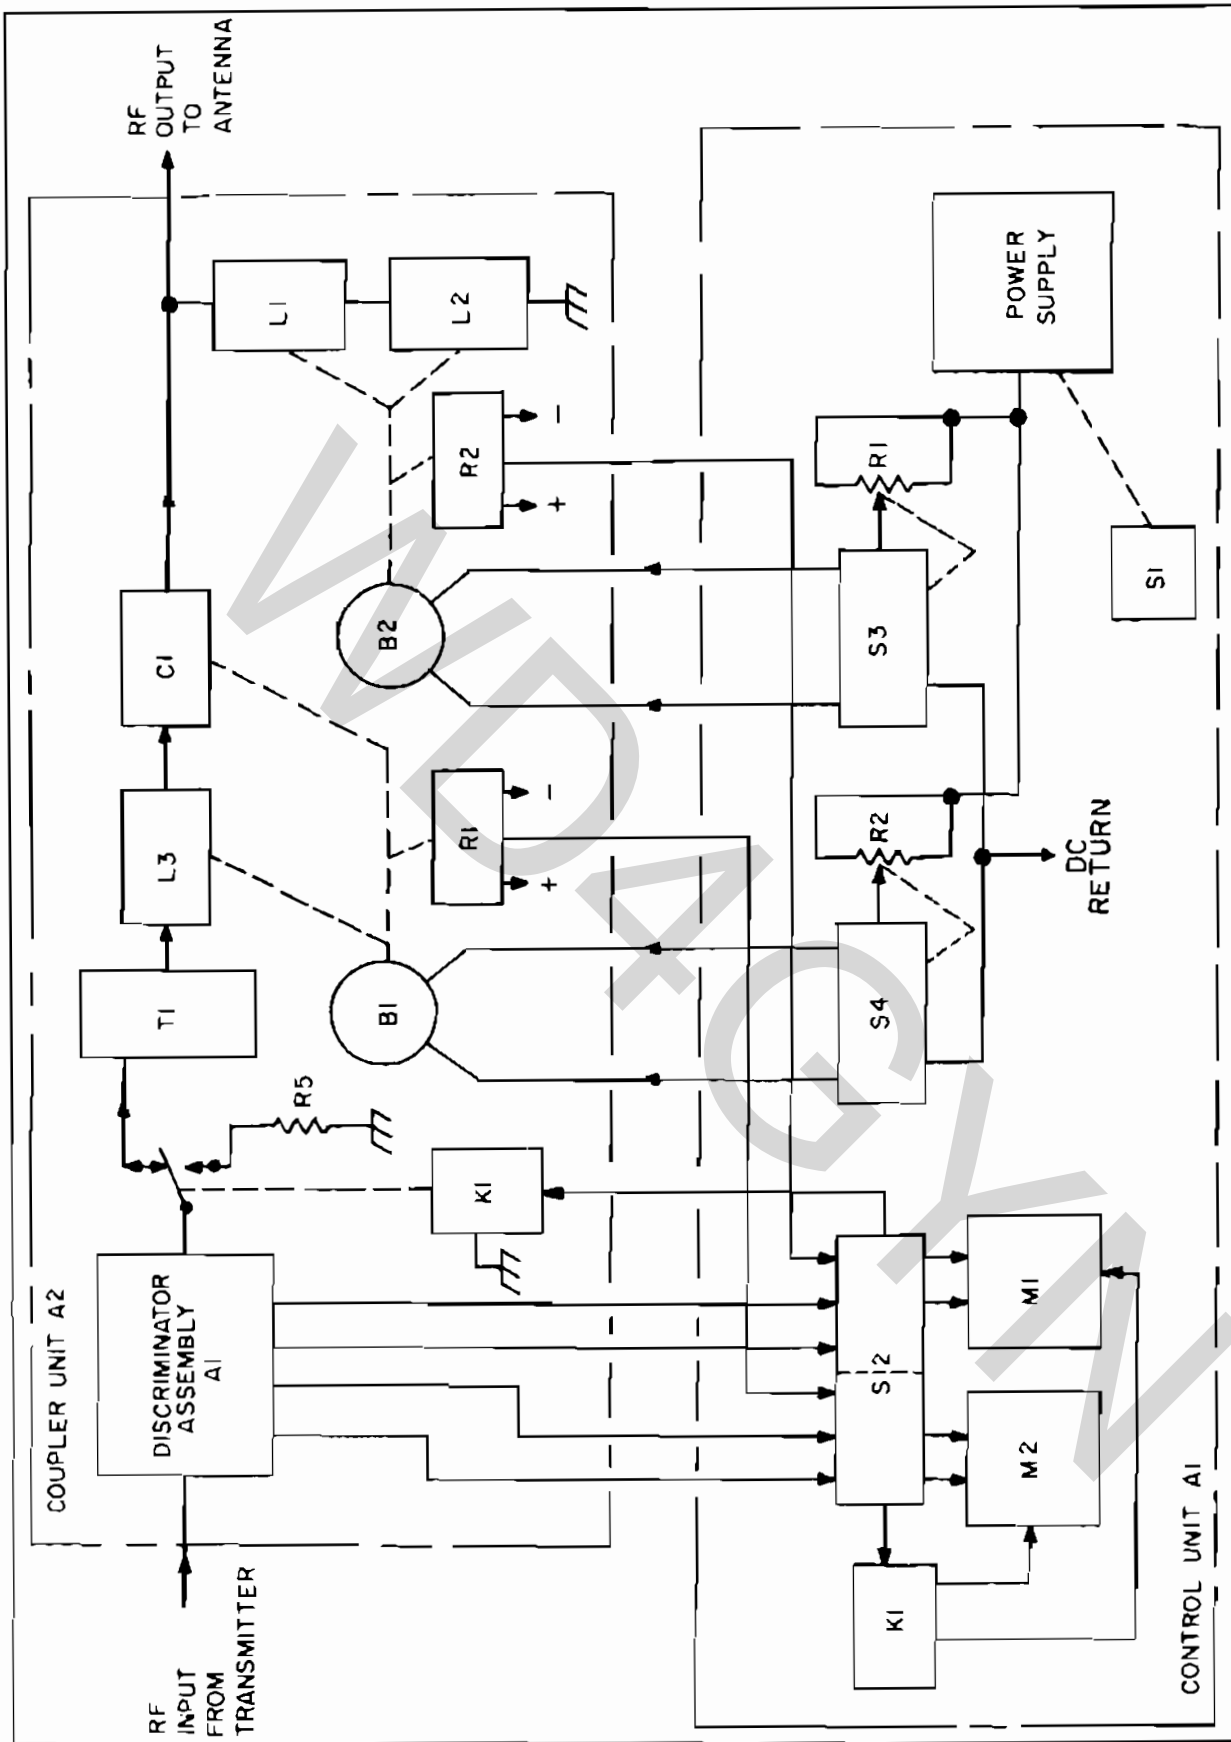 COUPLER UNIT A2
RF
INPUT
FROM
TRANSMITTER
DISCRIMINATOR
ASSEMBLY
A1
T1
L3
C1
RF
OUTPUT
TO
ANTENNA
R5
K1
B1
R1
+
-
B2
R2
+
-
L1
L2
CONTROL UNIT A1
K1
S12
M2
M1
S4
R2
S3
R1
DC
RETURN
S1
POWER
SUPPLY
WD4GYN